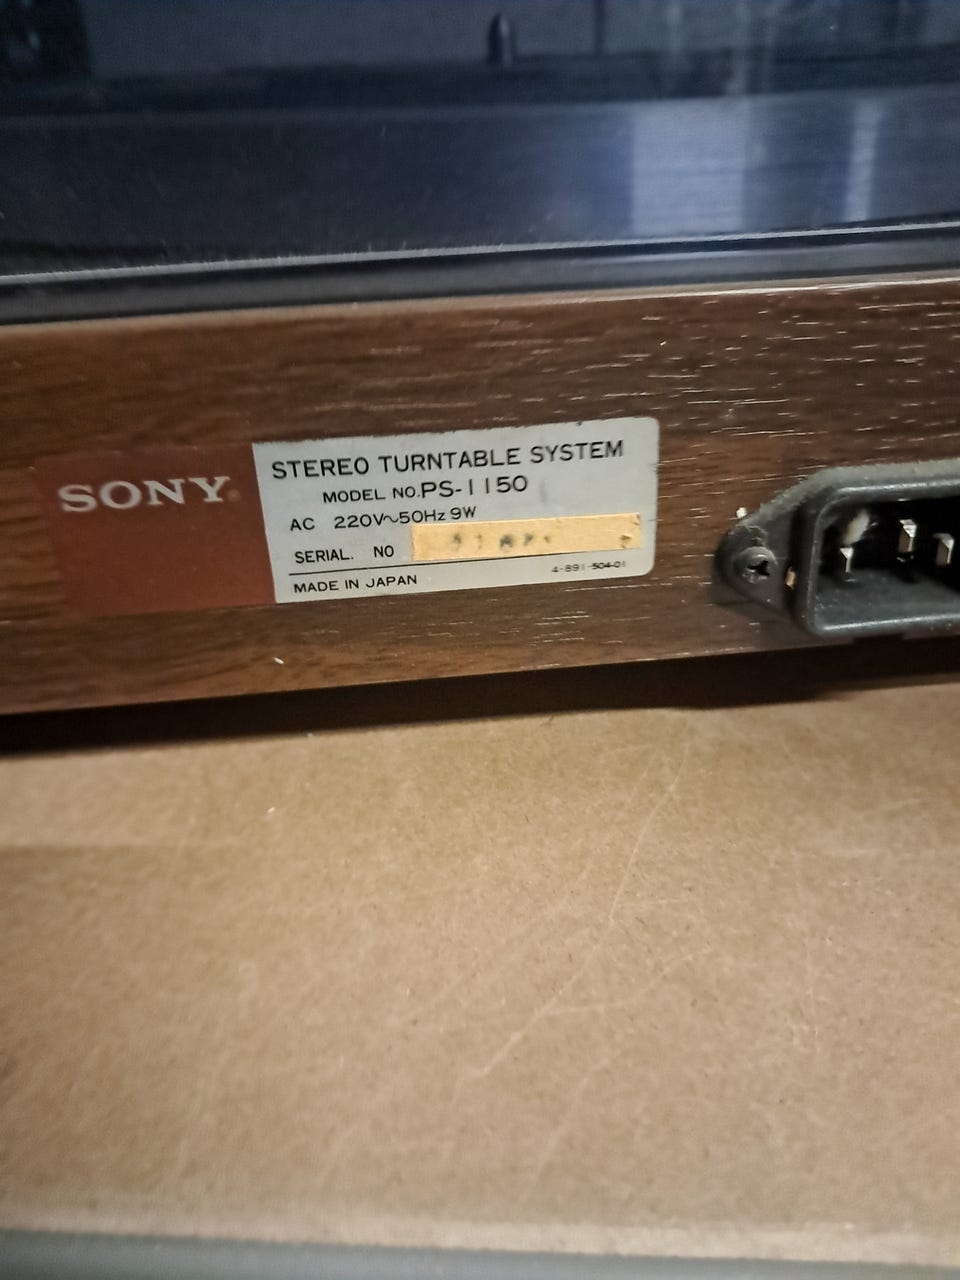 SONY
STEREO TURNTABLE SYSTEM
MODEL NO.PS-1150
AC 220V~50Hz 9W
SERIAL. NO
4-891-504-01
MADE IN JAPAN